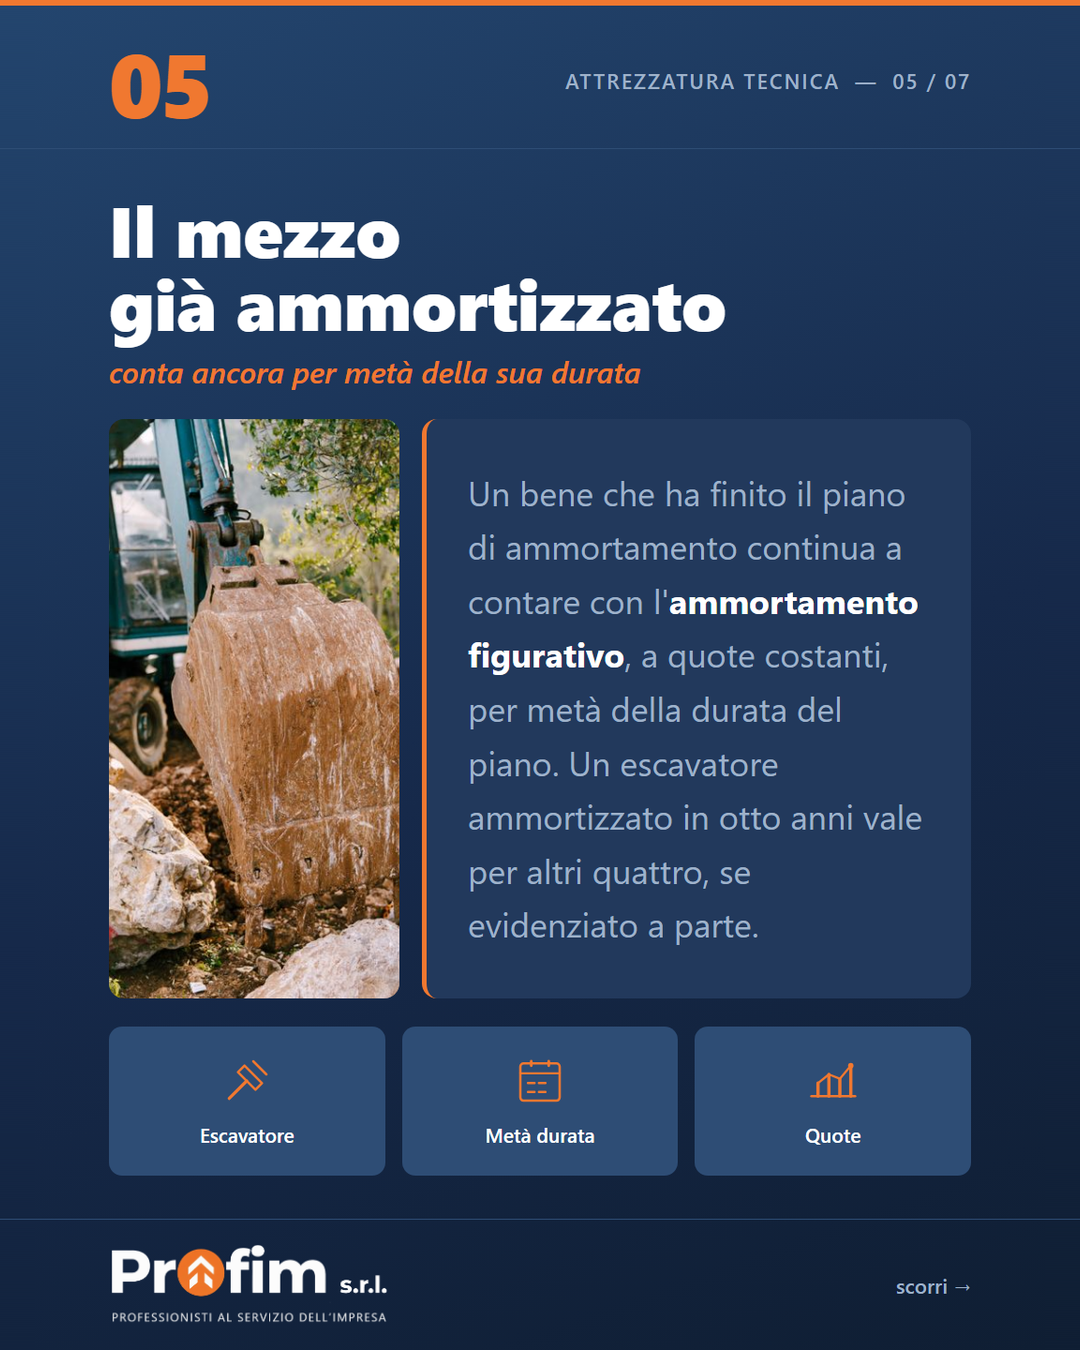 05
ATTREZZATURA TECNICA — 05 / 07
Il mezzo
già ammortizzato
conta ancora per metà della sua durata
Un bene che ha finito il piano
di ammortamento continua a
contare con l'ammortamento
figurativo, a quote costanti,
per metà della durata del
piano. Un escavatore
ammortizzato in otto anni vale
per altri quattro, se
evidenziato a parte.
Escavatore
Metà durata
Quote
Profim s.r.l.
PROFESSIONISTI AL SERVIZIO DELL'IMPRESA
scorri →